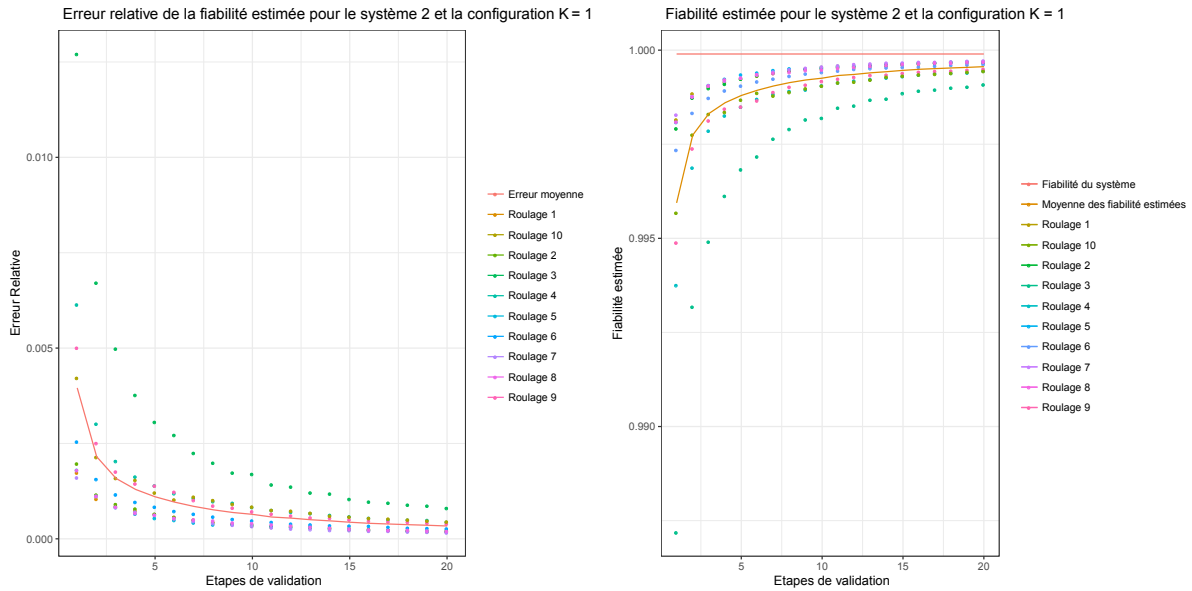 Erreur relative de la fiabilité estimée pour le système 2 et la configuration K = 1
0.010
0.005
0.000
5
10
15
20
Erreur Relative
Etapes de validation
Erreur moyenne
Roulage 1
Roulage 10
Roulage 2
Roulage 3
Roulage 4
Roulage 5
Roulage 6
Roulage 7
Roulage 8
Roulage 9
Fiabilité estimée pour le système 2 et la configuration K = 1
1.000
0.995
0.990
5
10
15
20
Fiabilité estimée
Etapes de validation
Fiabilité du système
Moyenne des fiabilité estimées
Roulage 1
Roulage 10
Roulage 2
Roulage 3
Roulage 4
Roulage 5
Roulage 6
Roulage 7
Roulage 8
Roulage 9